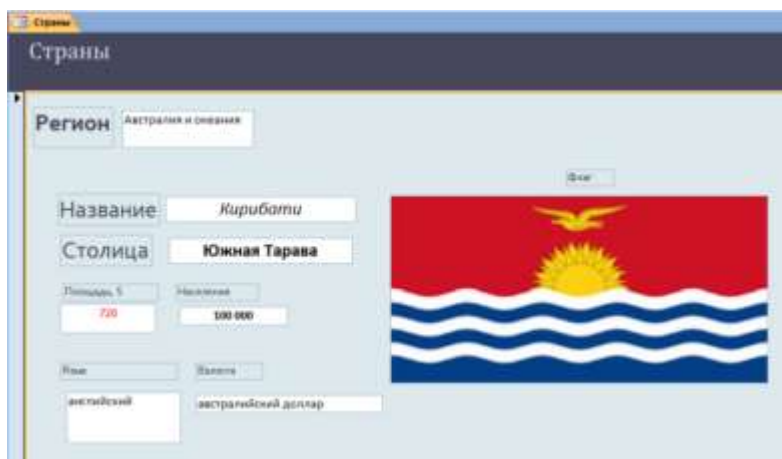 Страны
Страны
Регион
Австралия и океания
флаг
Название
Кирибати
Столица
Южная Тарава
Площадь, S
Население
720
100 000
Язык
Валюта
английский
австралийский доллар